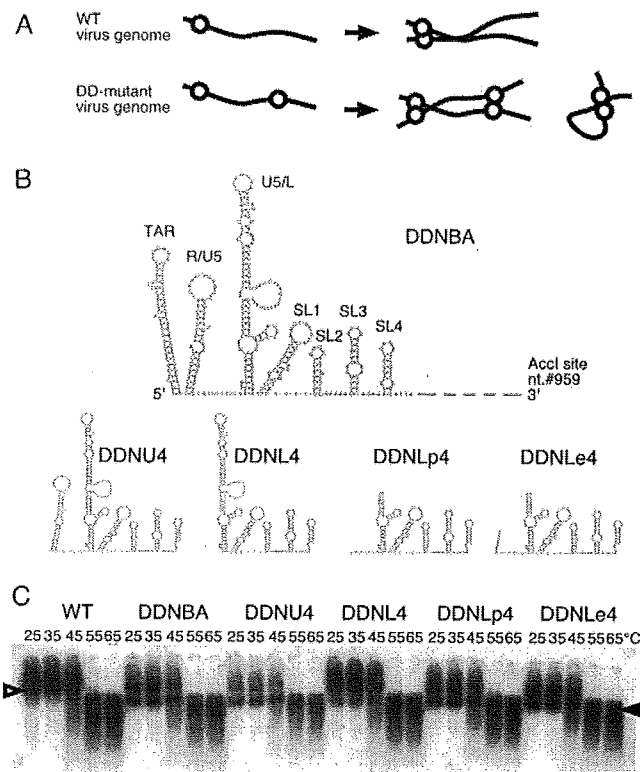 A
WT
virus genome
DD-mutant
virus genome
B
U5/L
TAR
R/U5
DDNBA
SL1
SL2
SL3
SL4
AccI site
nt.#959
5'
3'
DDNU4
DDNL4
DDNLp4
DDNLe4
C
WT DDNBA DDNU4 DDNL4 DDNLp4 DDNLe4
25 35 45 55 65 25 35 45 55 65 25 35 45 55 65 25 35 45 55 65 25 35 45 55 65 25 35 45 55 65°C